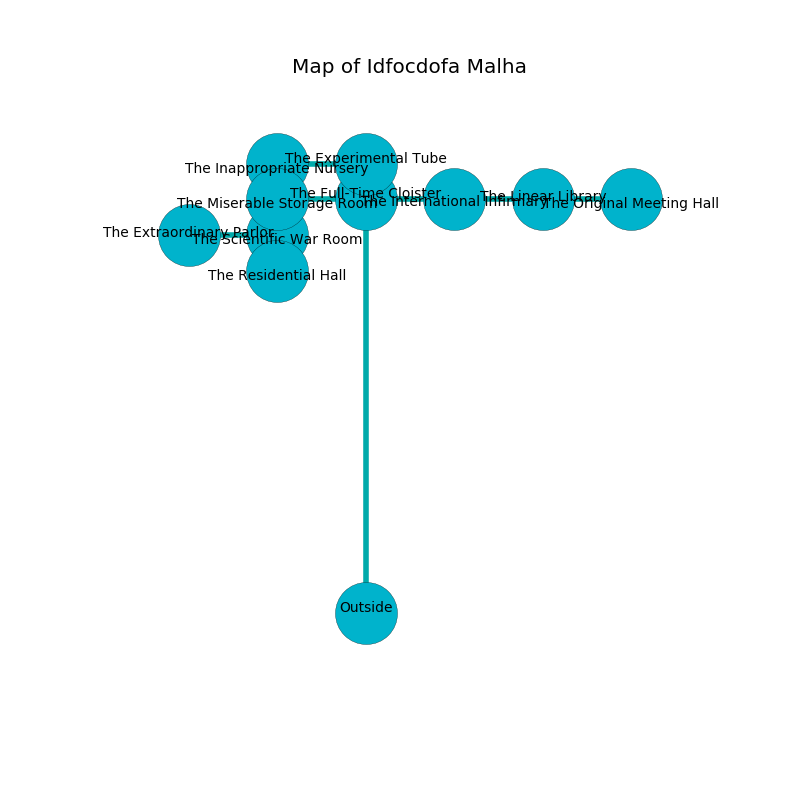 Map of Idfocdofa Malha
The Experimental Tube
The Inappropriate Nursery
The Full-Time Cloister
The Linear Library
The International Infirmary
The Miserable Storage Room
The Original Meeting Hall
The Extraordinary Parlor
The Scientific War Room
The Residential Hall
Outside